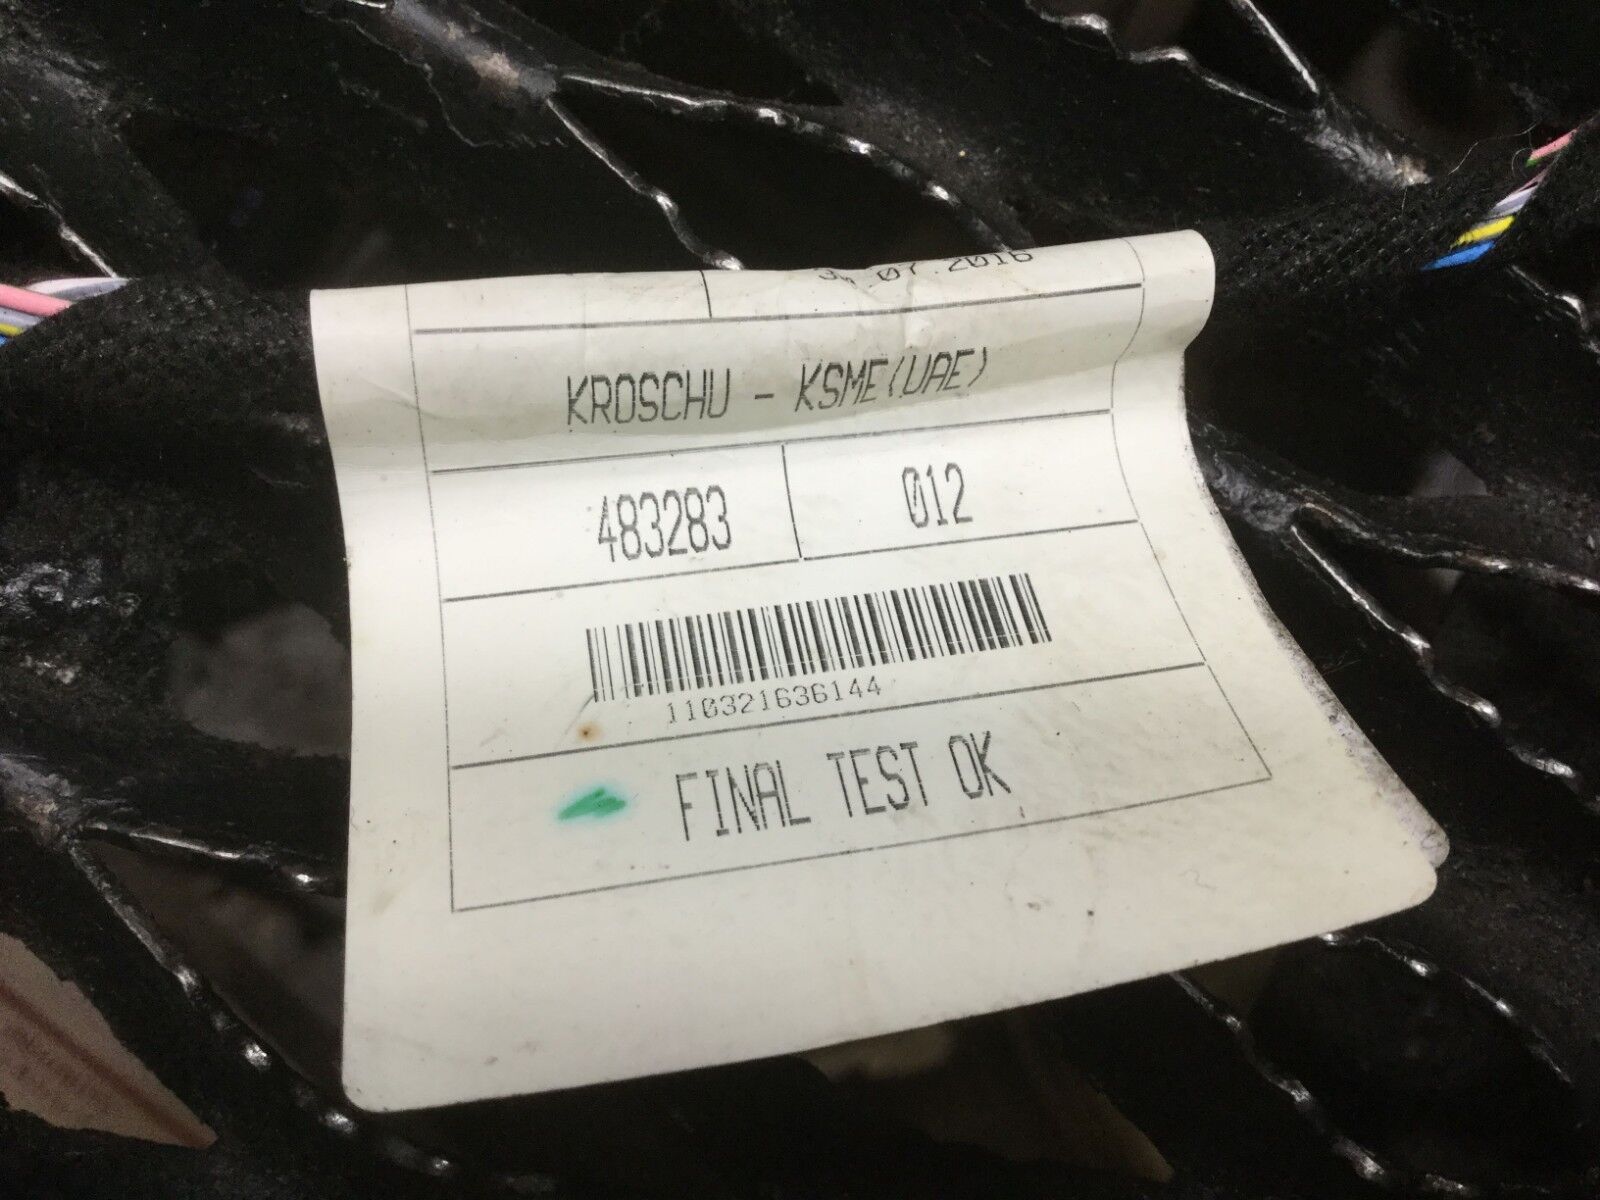 .07.2016
KROSCHU - KSME(UAE)
483283 012
110321636144
FINAL TEST OK